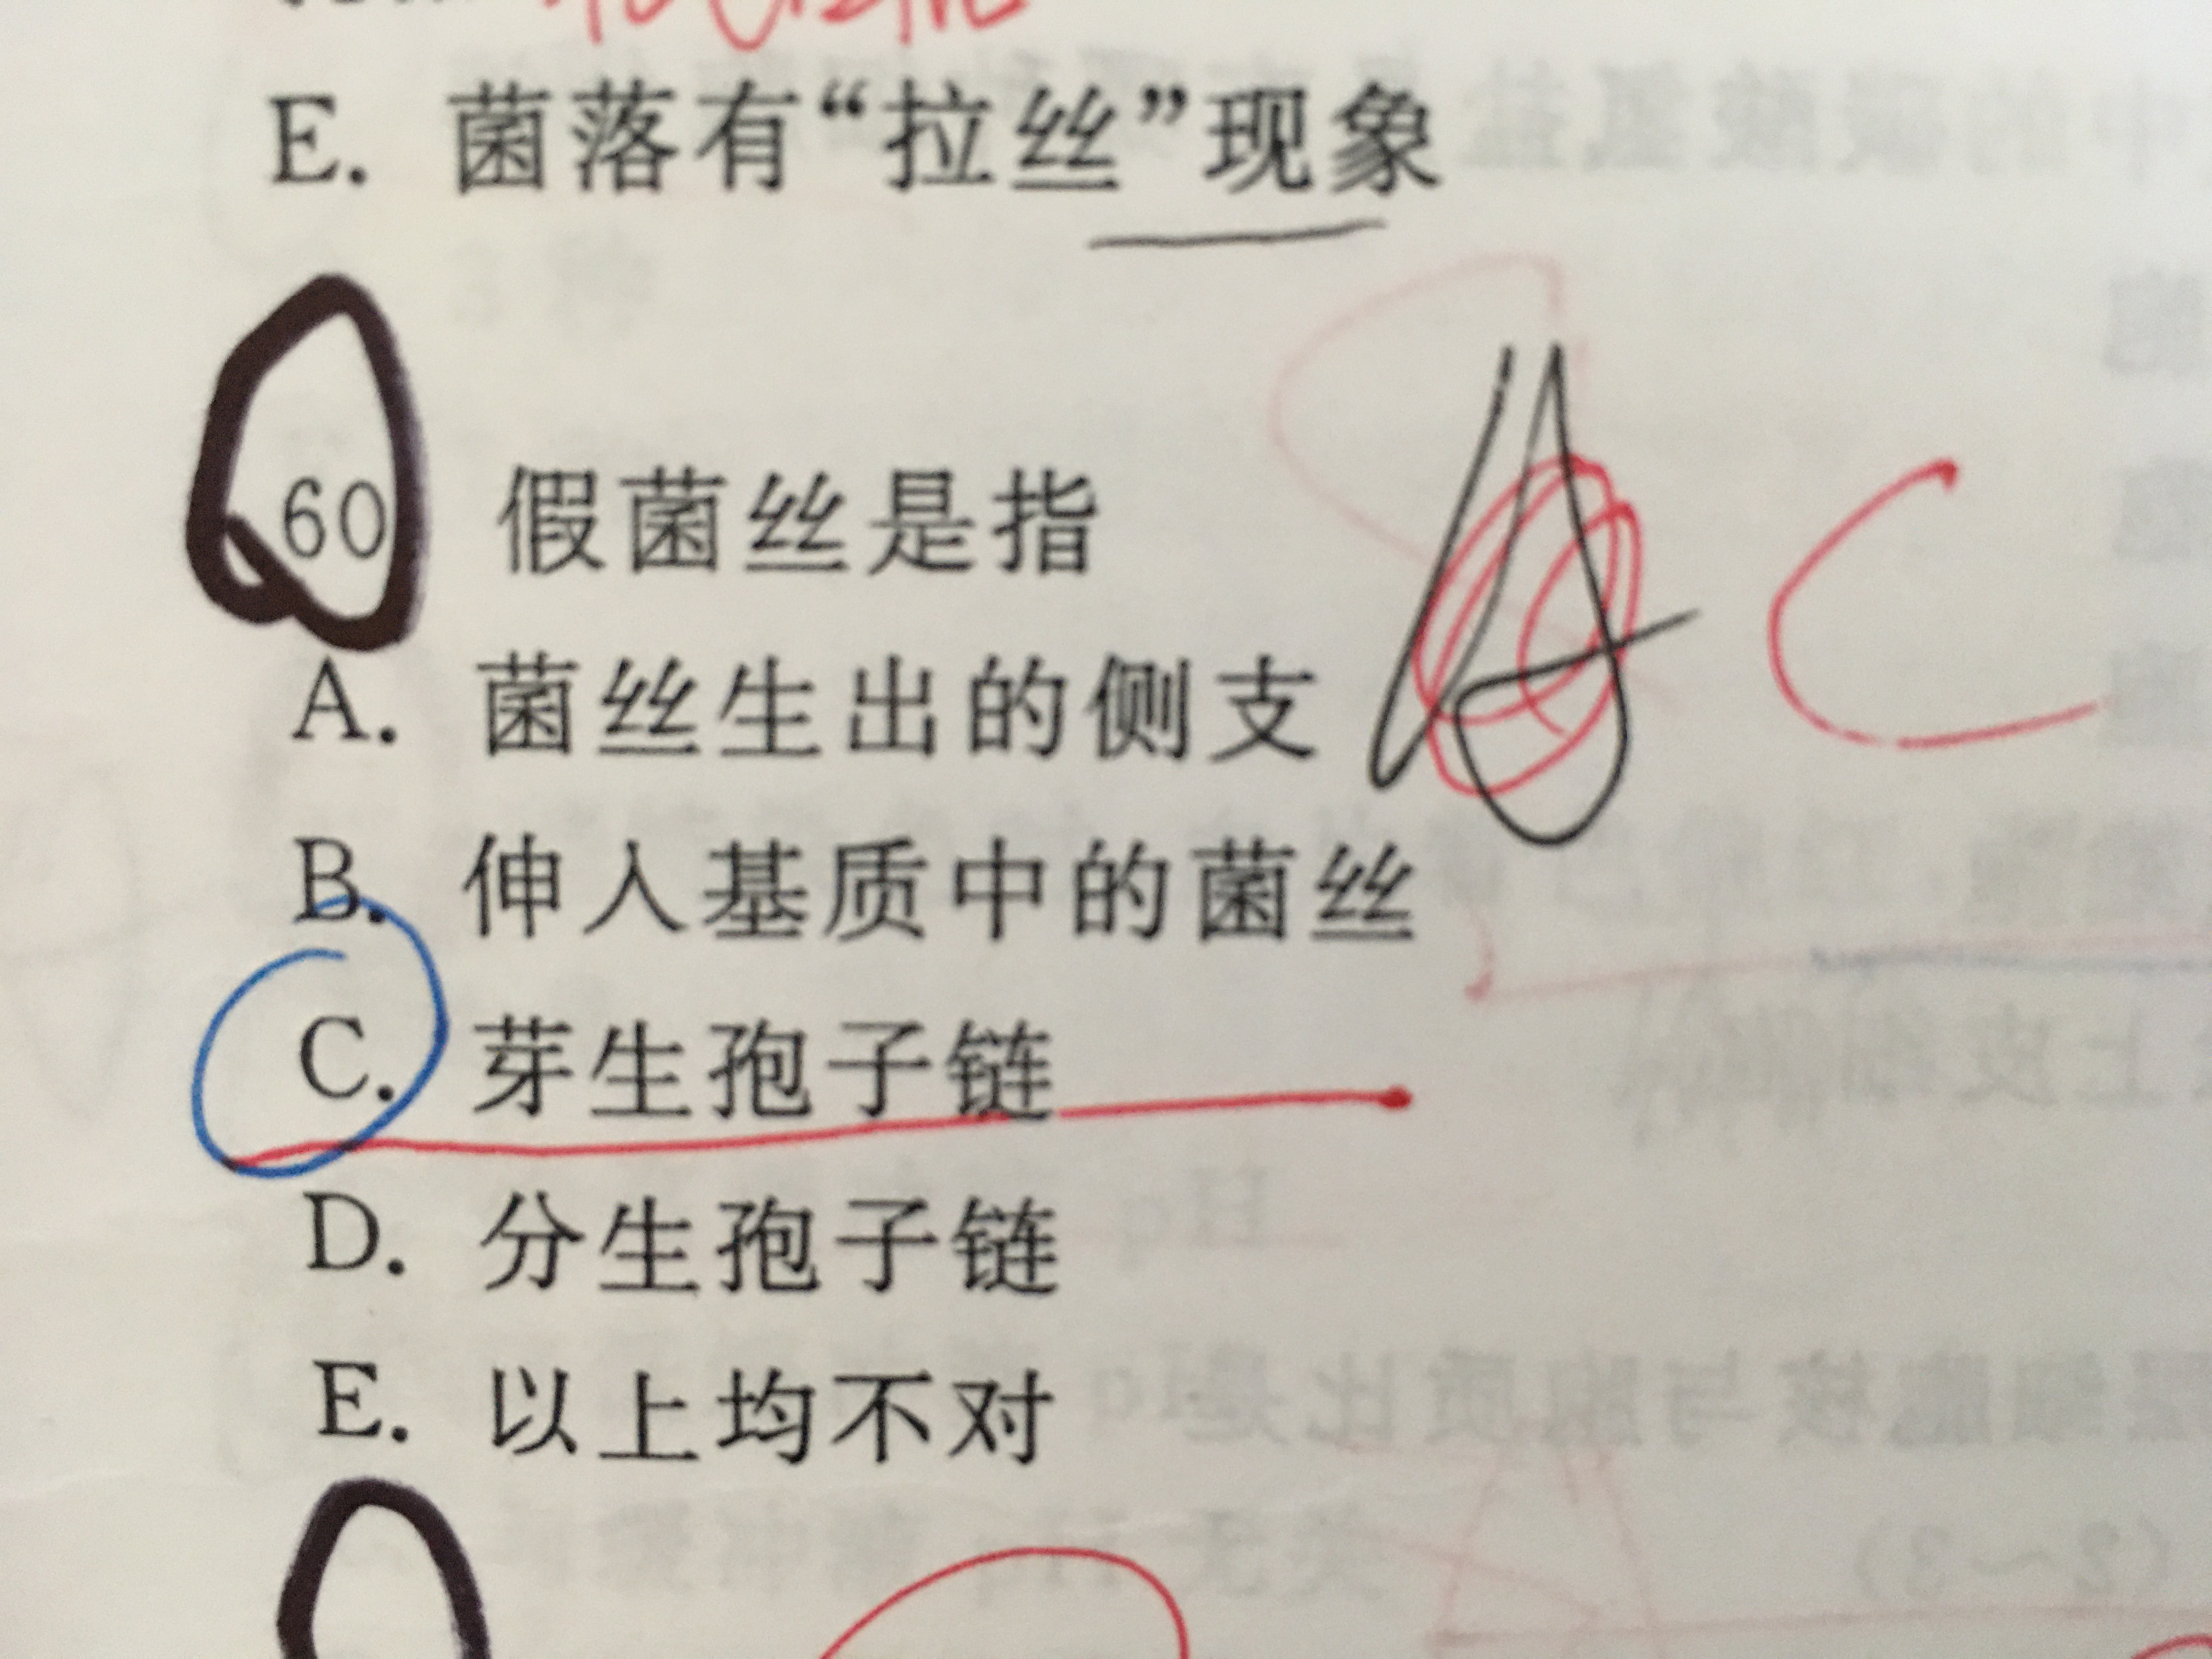 E. 菌落有“拉丝”现象
60 假菌丝是指
A. 菌丝生出的侧支
B. 伸人基质中的菌丝
C. 芽生孢子链
D. 分生孢子链
E. 以上均不对